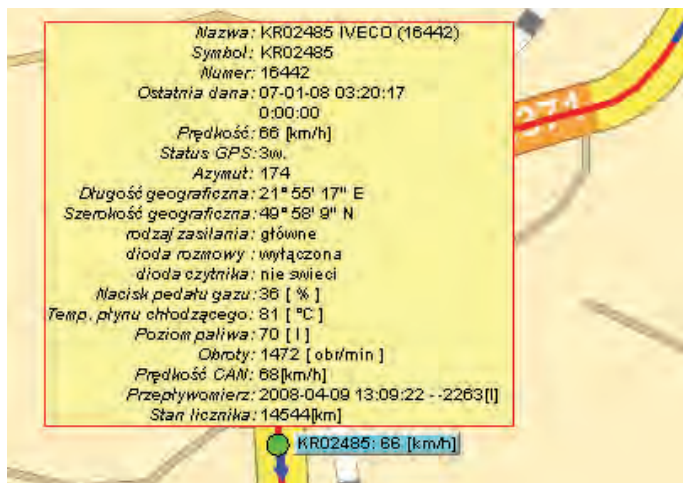 Nazwa: KR02485 IVECO (16442)
Symbol: KR02485
Numer: 16442
Ostatnia dana: 07-01-08 03:20:17
0:00:00
Prędkość: 66 [km/h]
Status GPS: 3w.
Azymut: 174
Długość geograficzna: 21° 55' 17" E
Szerokość geograficzna: 49° 58' 9" N
rodzaj zasilania: główne
dioda rozmowy : wyłączona
dioda czytnika: nie swieci
Nacisk pedału gazu: 36 [ % ]
Temp. płynu chłodzącego: 81 [ °C ]
Poziom paliwa: 70 [ l ]
Obroty: 1472 [ obr/min ]
Prędkość CAN: 68[km/h]
Przepływomierz: 2008-04-09 13:09:22 --2263[l]
Stan licznika: 14544[km]
KR02485: 66 [km/h]
371